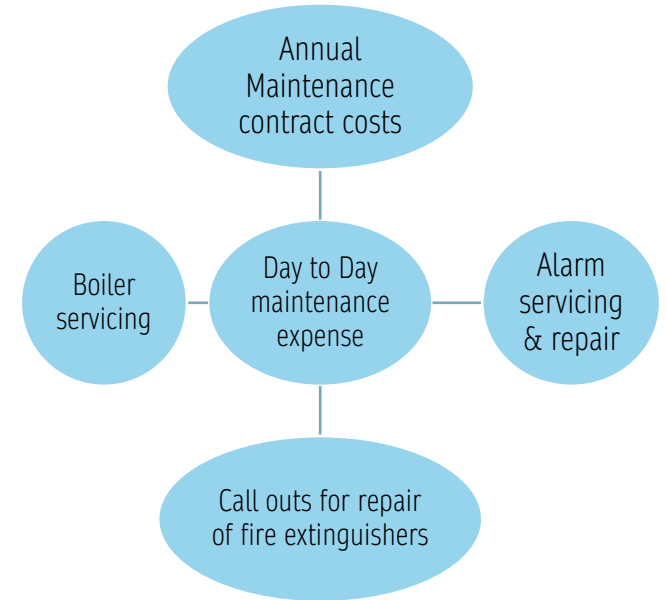 Annual
Maintenance
contract costs
Boiler
servicing
Day to Day
maintenance
expense
Alarm
servicing
& repair
Call outs for repair
of fire extinguishers